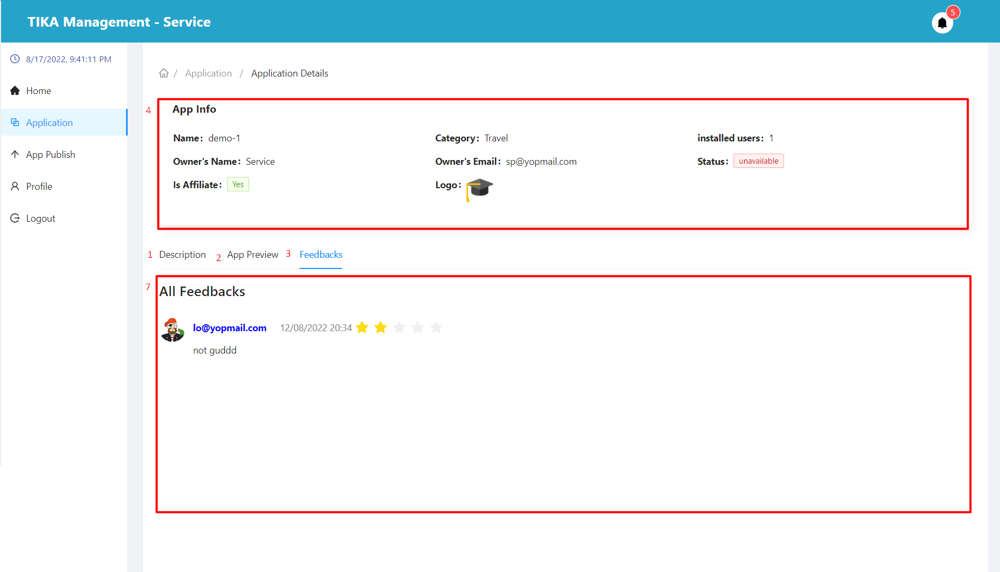 TIKA Management - Service
5
8/17/2022, 9:41:11 PM
Home
Application
App Publish
Profile
Logout
/ Application / Application Details
4
App Info
Name: demo-1 Category: Travel installed users: 1
Owner's Name: Service Owner's Email: sp@yopmail.com Status: unavailable
Is Affiliate: Yes Logo:
1 Description 2 App Preview 3 Feedbacks
7
All Feedbacks
lo@yopmail.com 12/08/2022 20:34
not guddd